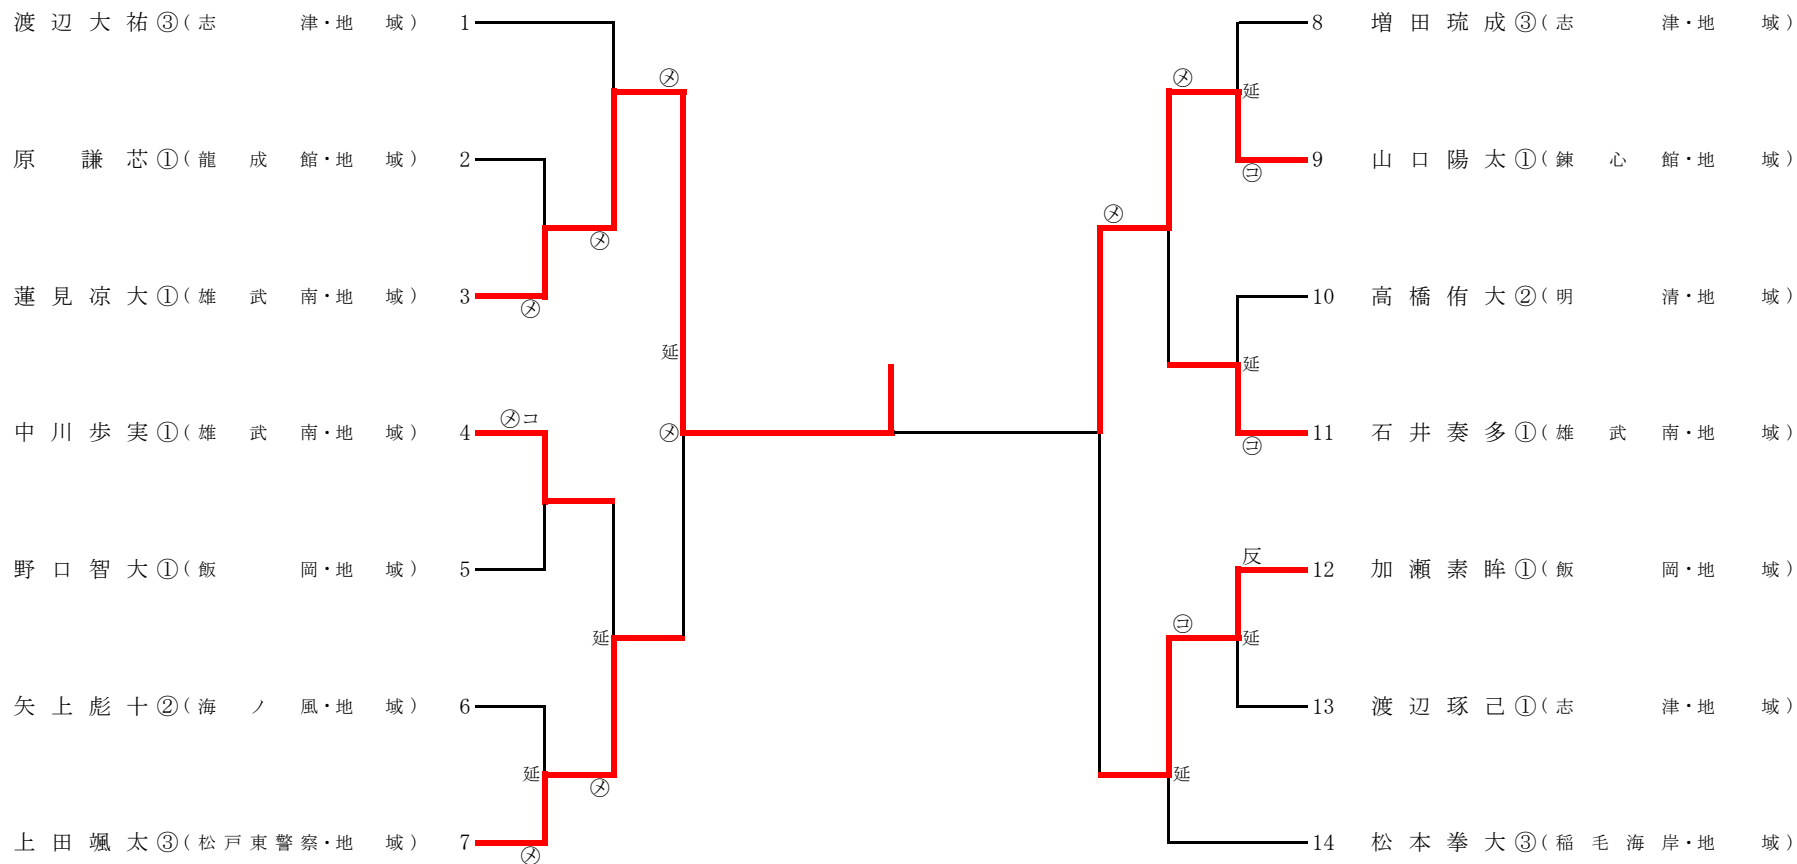 渡辺大祐③(志津・地域) 1
㋱
原謙芯①(龍成館・地域) 2
㋱
蓮見凉大①(雄武南・地域) 3
㋱
延
中川歩実①(雄武南・地域) 4
㋱コ
㋱
野口智大①(飯岡・地域) 5
延
矢上彪十②(海ノ風・地域) 6
延
㋱
上田颯太③(松戸東警察・地域) 7
㋱
8 増田琉成③(志津・地域)
㋱
延
9 山口陽太①(錬心館・地域)
㋙
㋱
10 高橋侑大②(明清・地域)
延
11 石井奏多①(雄武南・地域)
㋙
反
12 加瀬素眸①(飯岡・地域)
㋙
延
13 渡辺琢己①(志津・地域)
延
14 松本拳大③(稲毛海岸・地域)